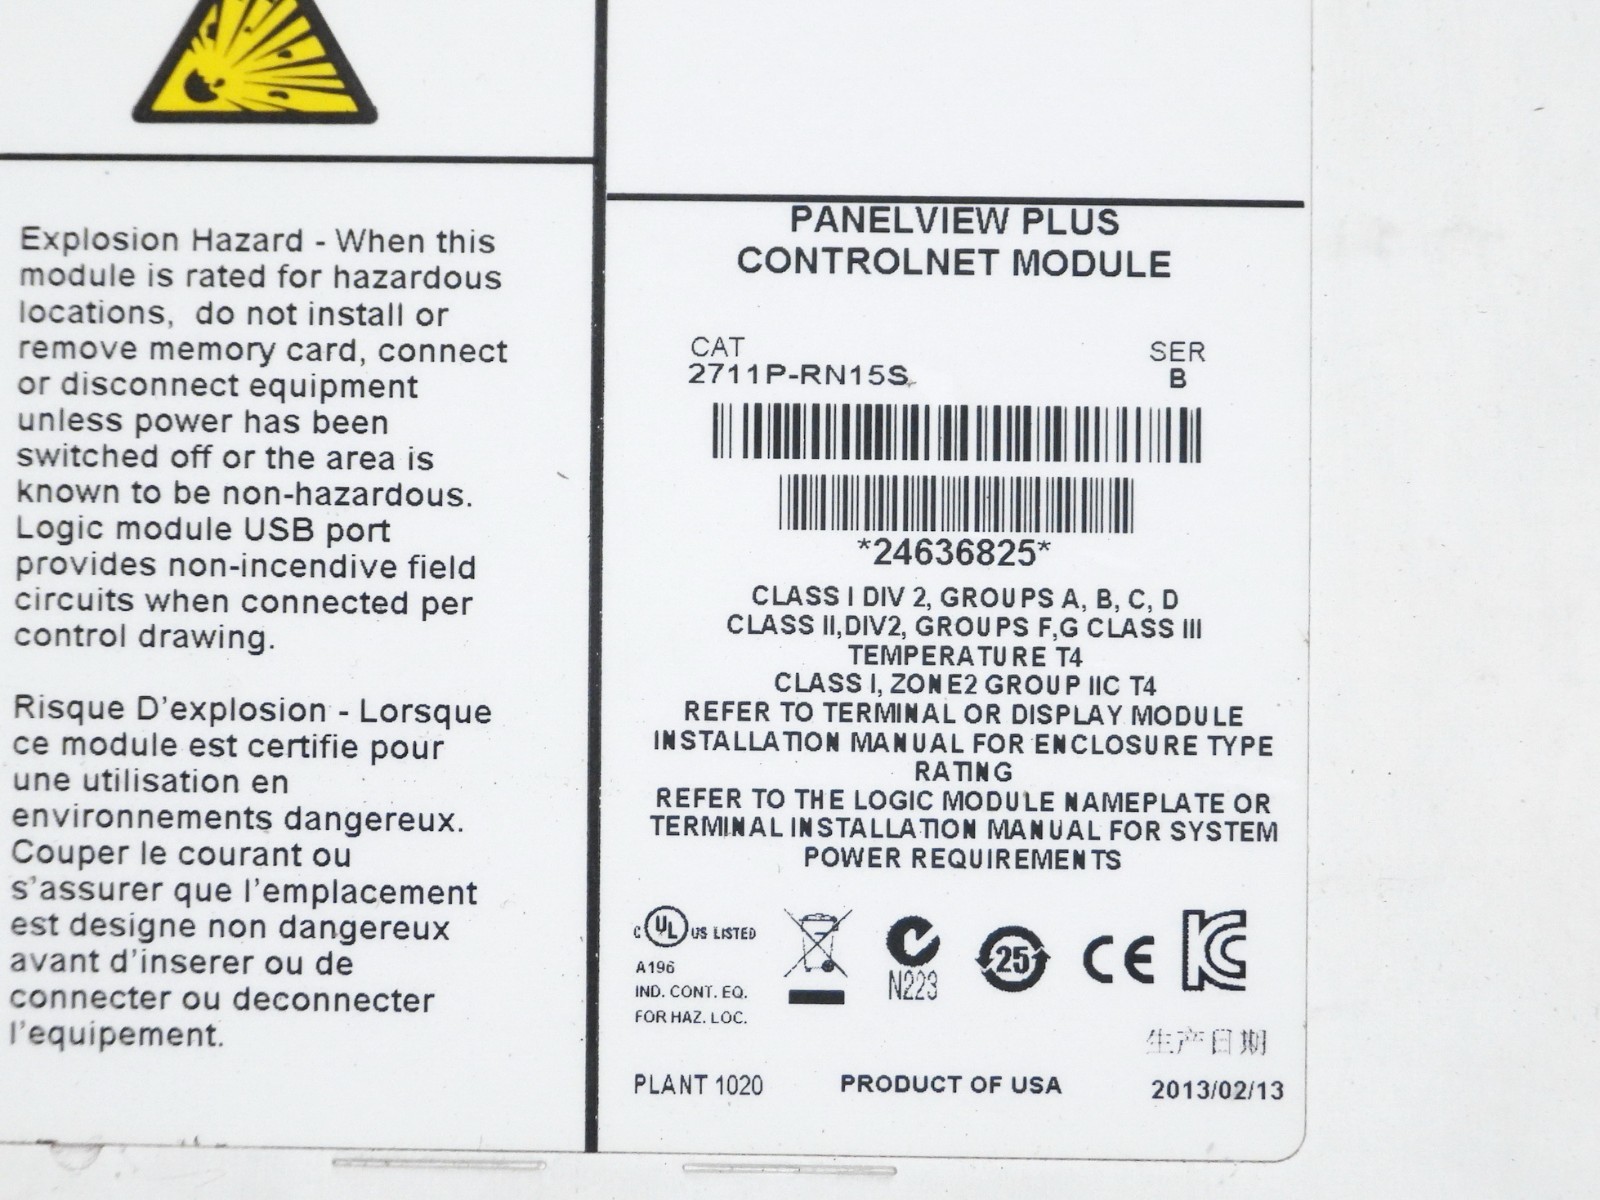 Explosion Hazard - When this
module is rated for hazardous
locations, do not install or
remove memory card, connect
or disconnect equipment
unless power has been
switched off or the area is
known to be non-hazardous.
Logic module USB port
provides non-incendive field
circuits when connected per
control drawing.
Risque D'explosion - Lorsque
ce module est certifie pour
une utilisation en
environnements dangereux.
Couper le courant ou
s'assurer que l'emplacement
est designe non dangereux
avant d'inserer ou de
connecter ou deconnecter
l'equipement.
PANELVIEW PLUS
CONTROLNET MODULE
CAT
2711P-RN15S
SER
B
*24636825*
CLASS I DIV 2, GROUPS A, B, C, D
CLASS II,DIV2, GROUPS F,G CLASS III
TEMPERATURE T4
CLASS I, ZONE2 GROUP IIC T4
REFER TO TERMINAL OR DISPLAY MODULE
INSTALLATION MANUAL FOR ENCLOSURE TYPE
RATING
REFER TO THE LOGIC MODULE NAMEPLATE OR
TERMINAL INSTALLATION MANUAL FOR SYSTEM
POWER REQUIREMENTS
C UL US LISTED
A196
IND. CONT. EQ.
FOR HAZ. LOC.
N223
25
CE
KC
生产日期
PLANT 1020
PRODUCT OF USA
2013/02/13